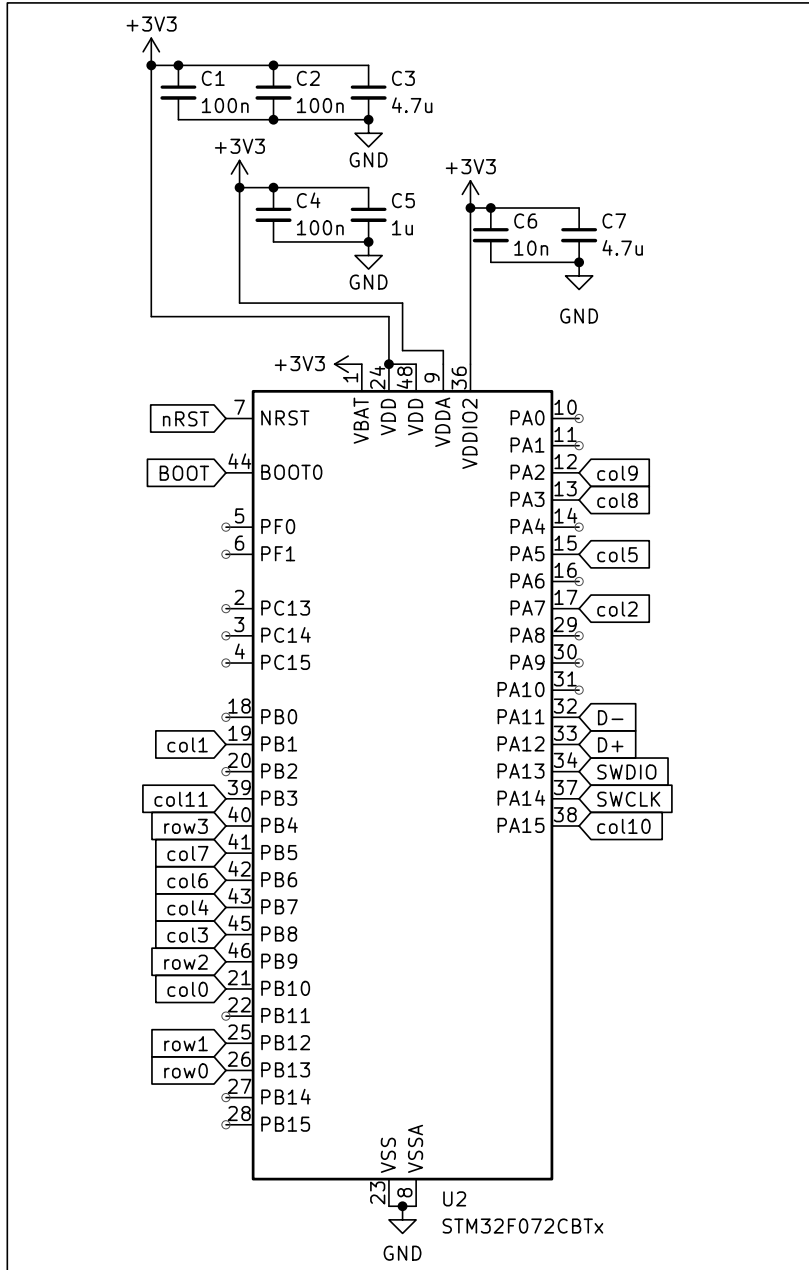 +3V3
C1 C2 C3
100n 100n 4.7u
GND
+3V3 +3V3
C4 C5
100n 1u
C6 C7
10n 4.7u
GND
GND
+3V3
1 24 48 9 36
VBAT VDD VDD VDDA VDDIO2
nRST 7 NRST
PA0 10
PA1 11
BOOT 44 BOOT0
PA2 12 col9
PA3 13 col8
5 PF0
PA4 14
6 PF1
PA5 15 col5
PA6 16
2 PC13
PA7 17 col2
3 PC14
PA8 29
4 PC15
PA9 30
PA10 31
18 PB0
PA11 32 D-
col1 19 PB1
PA12 33 D+
20 PB2
PA13 34 SWDIO
col11 39 PB3
PA14 37 SWCLK
row3 40 PB4
PA15 38 col10
col7 41 PB5
col6 42 PB6
col4 43 PB7
col3 45 PB8
row2 46 PB9
col0 21 PB10
22 PB11
row1 25 PB12
row0 26 PB13
27 PB14
28 PB15
VSS VSSA
23 8
U2
STM32F072CBTx
GND